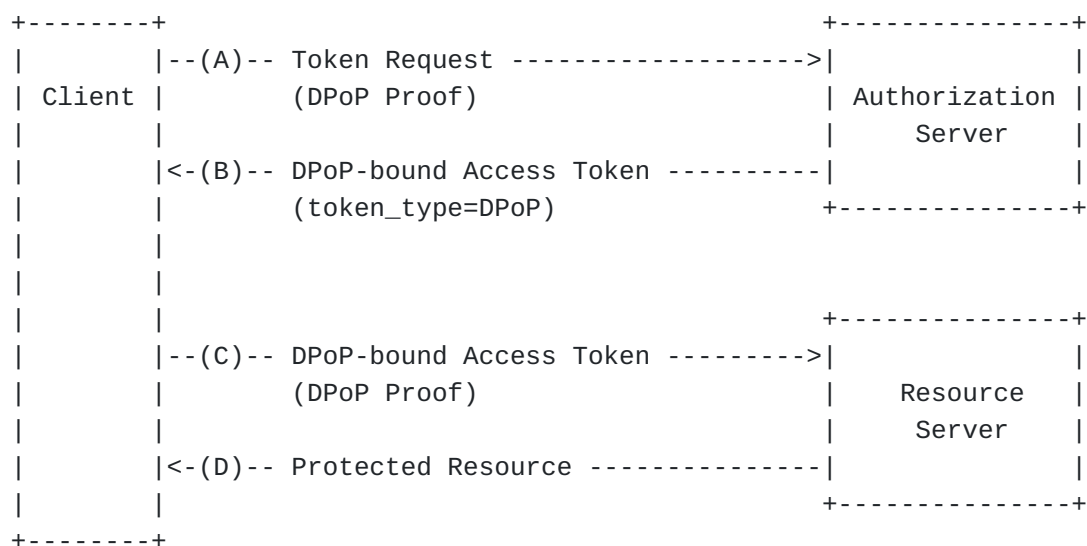 +--------+                                          +---------------+
|        |--(A)-- Token Request ------------------->|               |
| Client |        (DPoP Proof)                      | Authorization |
|        |                                          |     Server    |
|        |<-(B)-- DPoP-bound Access Token ----------|               |
|        |        (token_type=DPoP)                 +---------------+
|        |
|        |
|        |                                          +---------------+
|        |--(C)-- DPoP-bound Access Token --------->|               |
|        |        (DPoP Proof)                      |    Resource   |
|        |                                          |     Server    |
|        |<-(D)-- Protected Resource ---------------|               |
|        |                                          +---------------+
+--------+